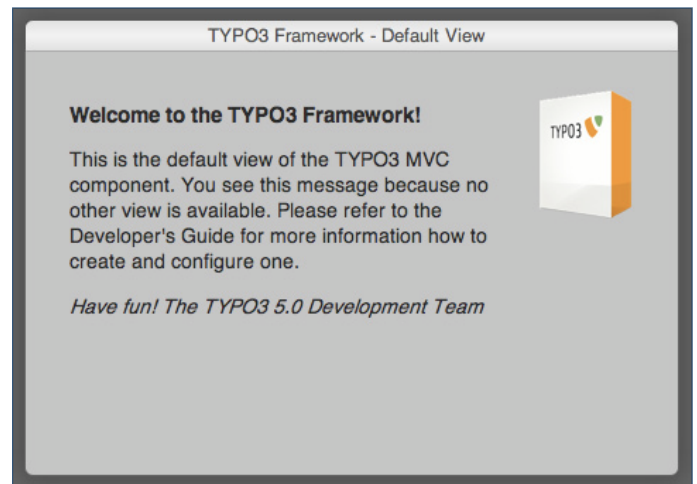 TYPO3 Framework - Default View
Welcome to the TYPO3 Framework!
TYPO3
This is the default view of the TYPO3 MVC
component. You see this message because no
other view is available. Please refer to the
Developer's Guide for more information how to
create and configure one.
Have fun! The TYPO3 5.0 Development Team